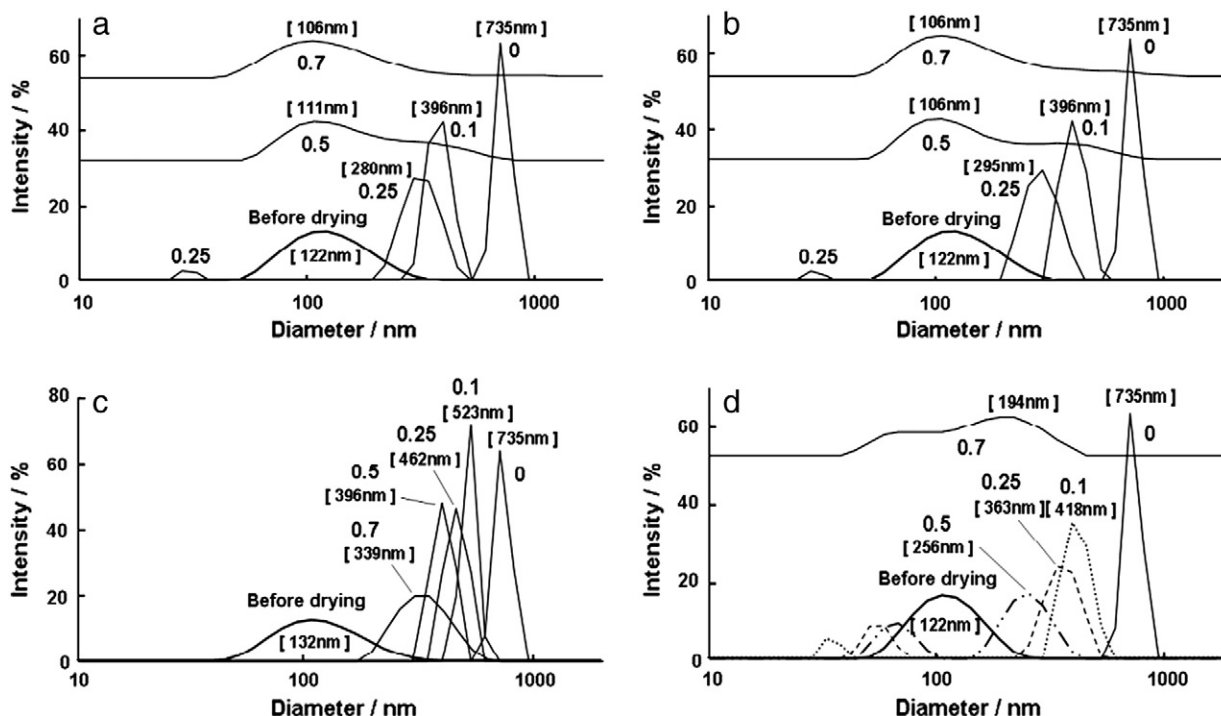 a
[ 106nm ]
0.7
[ 735nm ]
0
[ 111nm ]
0.5
[ 396nm ]
0.1
[ 280nm ]
0.25
Before drying
[ 122nm ]
0.25
60
40
20
0
10
100
1000
Intensity / %
Diameter / nm
b
[ 106nm ]
0.7
[ 735nm ]
0
[ 106nm ]
0.5
[ 396nm ]
0.1
[ 295nm ]
0.25
Before drying
[ 122nm ]
0.25
60
40
20
0
10
100
1000
Intensity / %
Diameter / nm
c
0.1
[ 523nm ]
0.25
[ 462nm ]
[ 735nm ]
0
0.5
[ 396nm ]
0.7
[ 339nm ]
Before drying
[ 132nm ]
80
60
40
20
0
10
100
1000
Intensity / %
Diameter / nm
d
[ 194nm ]
0.7
[ 735nm ]
0
0.25
0.1
[ 363nm ] [ 418nm ]
0.5
[ 256nm ]
Before drying
[ 122nm ]
60
40
20
0
10
100
1000
Intensity / %
Diameter / nm